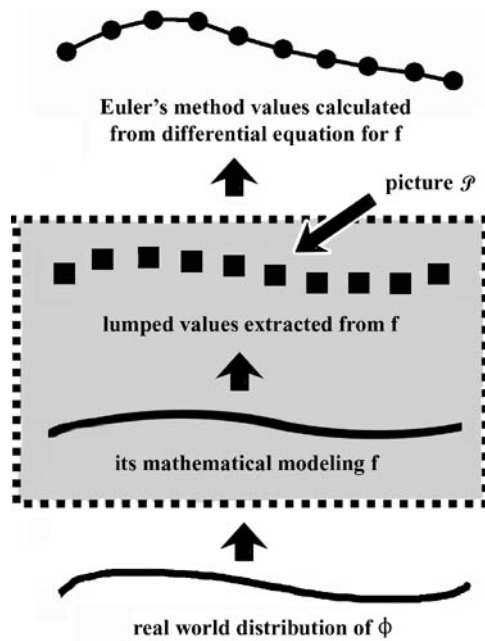 Euler's method values calculated
from differential equation for f
picture 𝒫
lumped values extracted from f
its mathematical modeling f
real world distribution of ϕ